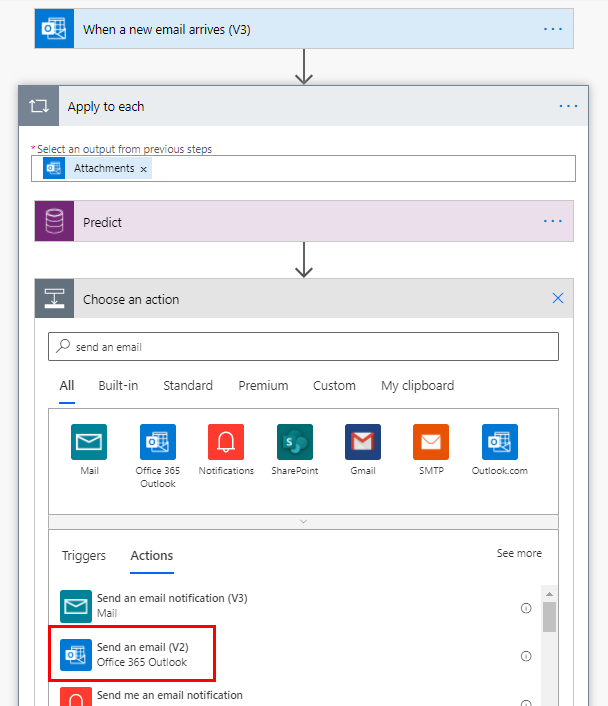 When a new email arrives (V3)
Apply to each
*Select an output from previous steps
Attachments ×
Predict
Choose an action
send an email
All Built-in Standard Premium Custom My clipboard
Mail Office 365 Outlook Notifications SharePoint Gmail SMTP Outlook.com
Triggers Actions See more
Send an email notification (V3)
Mail
Send an email (V2)
Office 365 Outlook
Send me an email notification